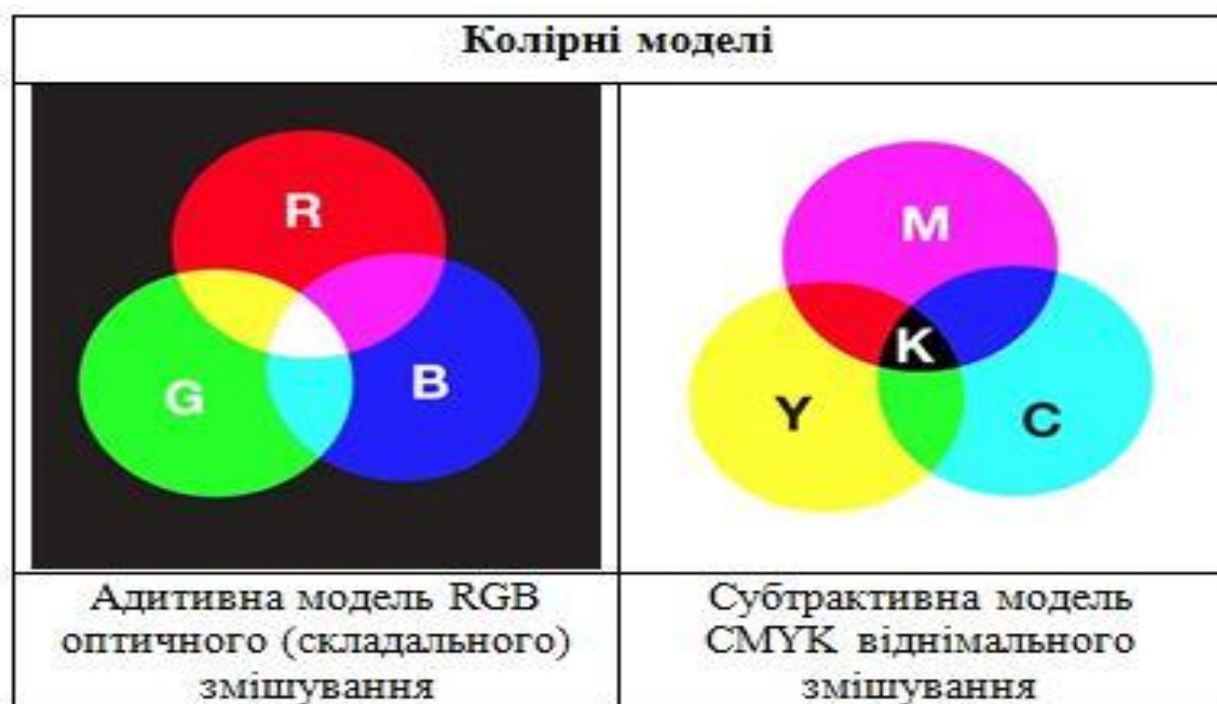 Колірні моделі
R
G
B
M
K
Y
C
Адитивна модель RGB
оптичного (складального)
змішування
Субтрактивна модель
CMYK віднімального
змішування